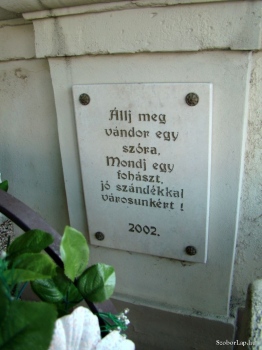 Állj meg
vándor egy
szóra.
Mondj egy
fohászt,
jó szándékkal
városunkért !
2002.
SzoborLap.hu